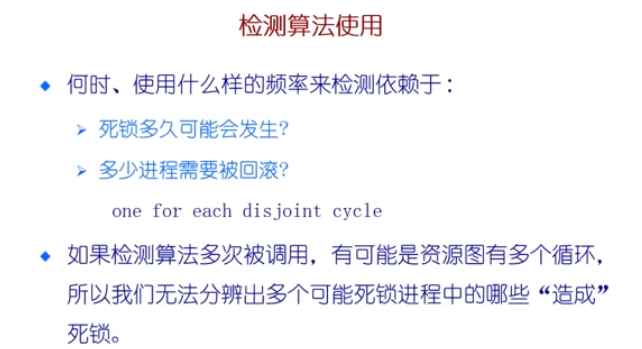 检测算法使用
何时、使用什么样的频率来检测依赖于：
死锁多久可能会发生?
多少进程需要被回滚?
one for each disjoint cycle
如果检测算法多次被调用，有可能是资源图有多个循环，
所以我们无法分辨出多个可能死锁进程中的哪些“造成”
死锁。